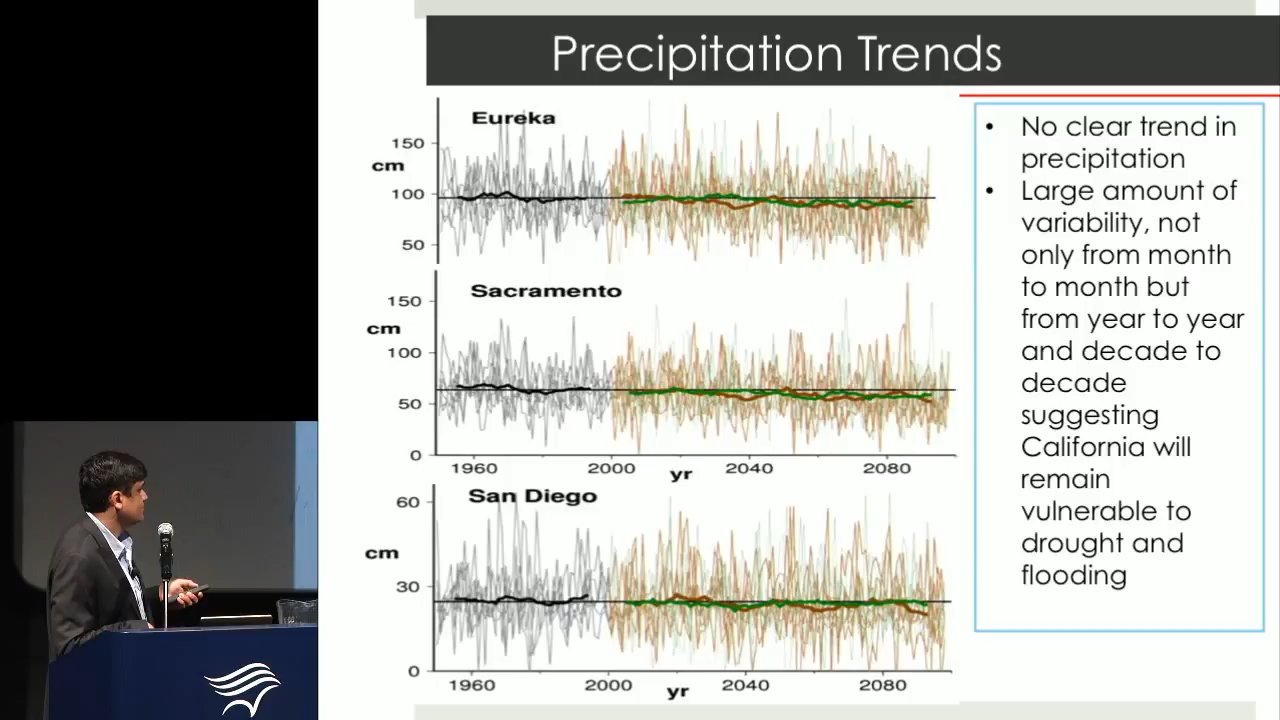 Precipitation Trends
Eureka
150
cm
100
50
Sacramento
150
cm
100
50
0
1960
2000
2040
2080
yr
San Diego
60
cm
30
0
1960
2000
2040
2080
yr
• No clear trend in
precipitation
• Large amount of
variability, not
only from month
to month but
from year to year
and decade to
decade
suggesting
California will
remain
vulnerable to
drought and
flooding